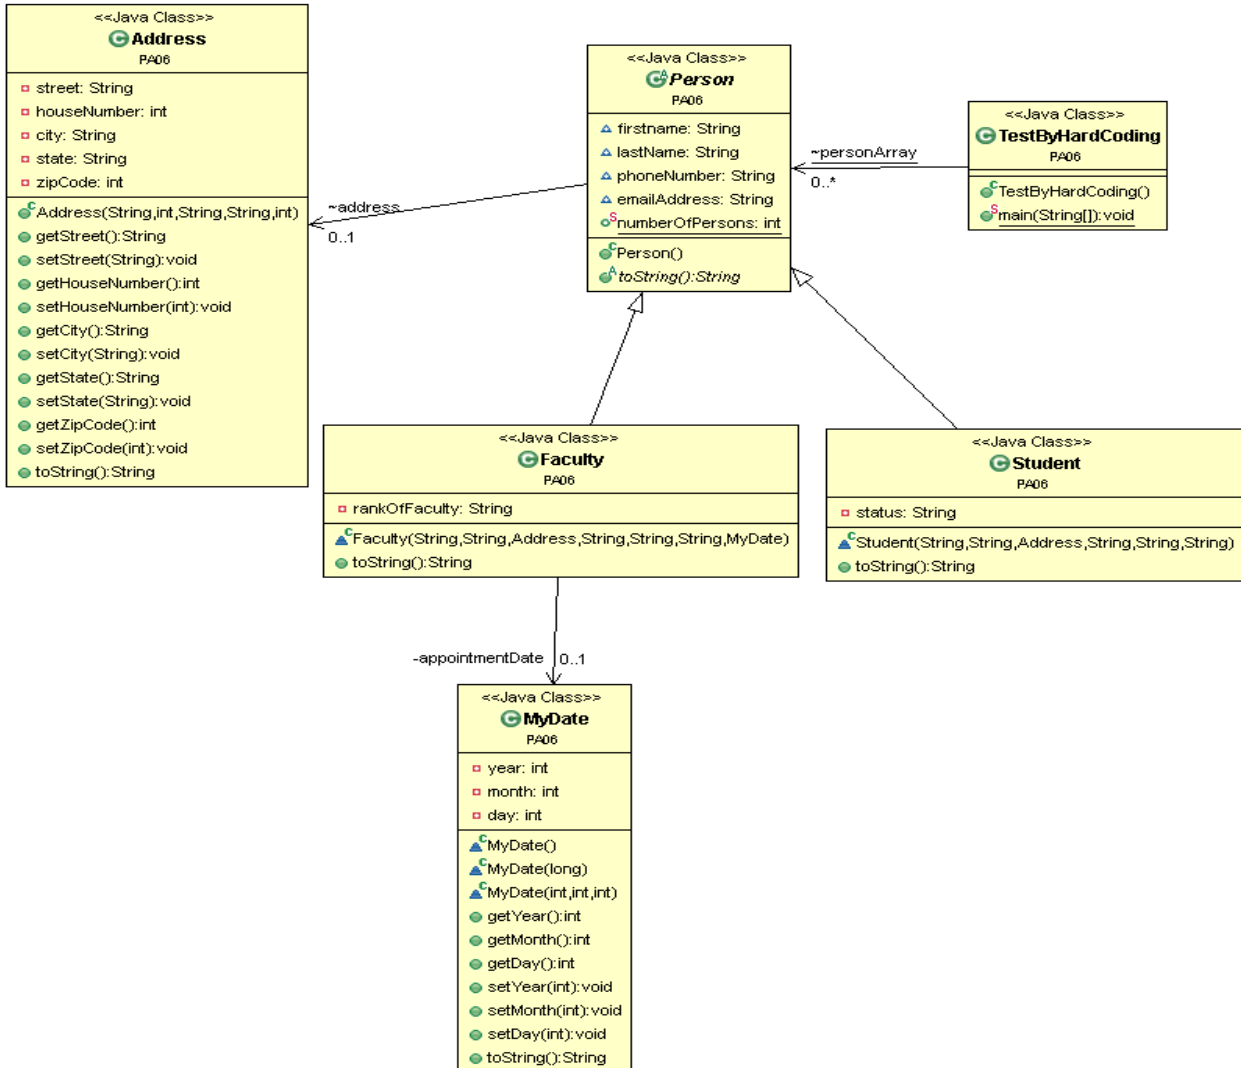 <<Java Class>>
Address
PA06
street: String
houseNumber: int
city: String
state: String
zipCode: int
Address(String,int,String,String,int)
getStreet():String
setStreet(String):void
getHouseNumber():int
setHouseNumber(int):void
getCity():String
setCity(String):void
getState():String
setState(String):void
getZipCode():int
setZipCode(int):void
toString():String
~address
0..1
<<Java Class>>
Person
PA06
firstname: String
lastName: String
phoneNumber: String
emailAddress: String
numberOfPersons: int
Person()
toString():String
~personArray
0..*
<<Java Class>>
TestByHardCoding
PA06
TestByHardCoding()
main(String[]):void
<<Java Class>>
Faculty
PA06
rankOfFaculty: String
Faculty(String,String,Address,String,String,String,MyDate)
toString():String
<<Java Class>>
Student
PA06
status: String
Student(String,String,Address,String,String,String)
toString():String
-appointmentDate
0..1
<<Java Class>>
MyDate
PA06
year: int
month: int
day: int
MyDate()
MyDate(long)
MyDate(int,int,int)
getYear():int
getMonth():int
getDay():int
setYear(int):void
setMonth(int):void
setDay(int):void
toString():String